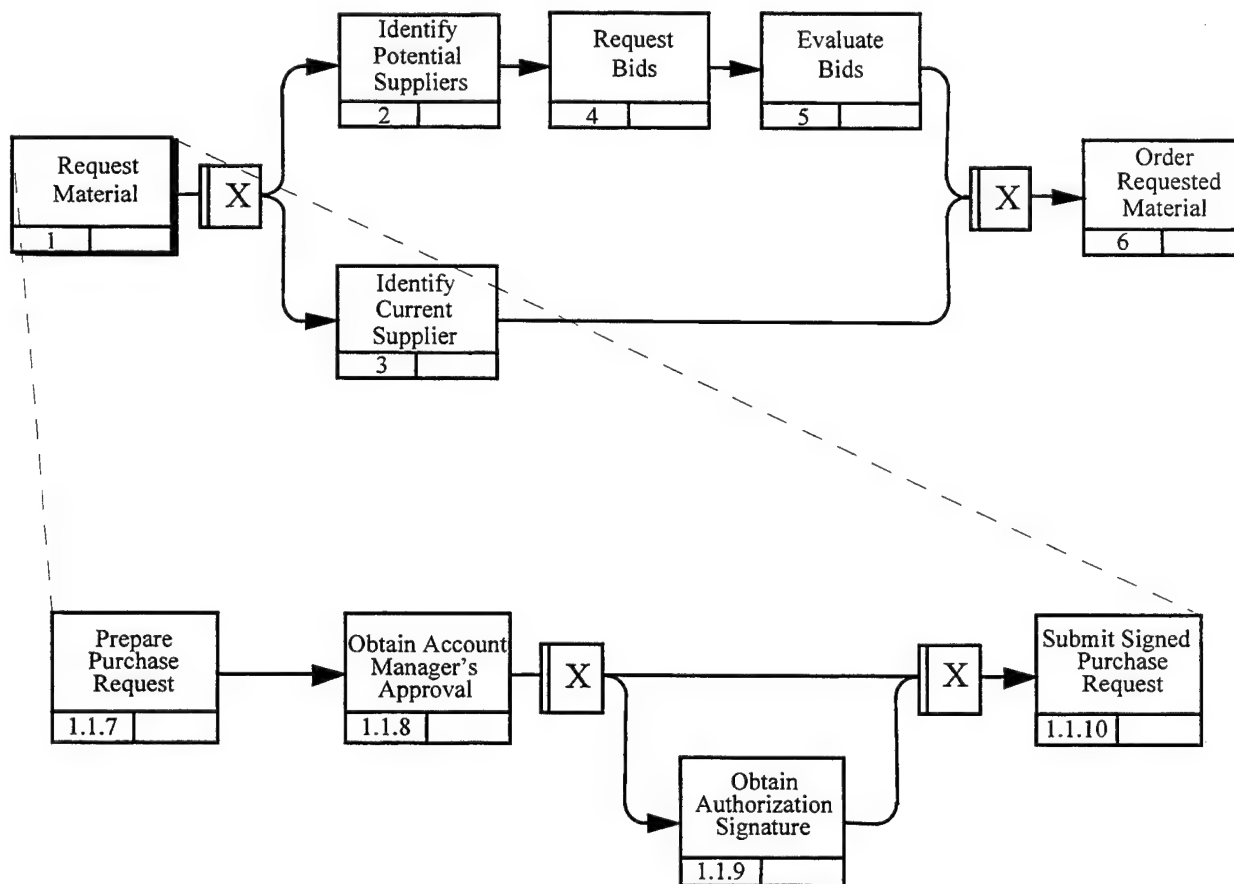 Identify
Potential
Suppliers
2
Request
Bids
4
Evaluate
Bids
5
Request
Material
1
X
X
Order
Requested
Material
6
Identify
Current
Supplier
3
Prepare
Purchase
Request
1.1.7
Obtain Account
Manager's
Approval
1.1.8
X
X
Submit Signed
Purchase
Request
1.1.10
Obtain
Authorization
Signature
1.1.9